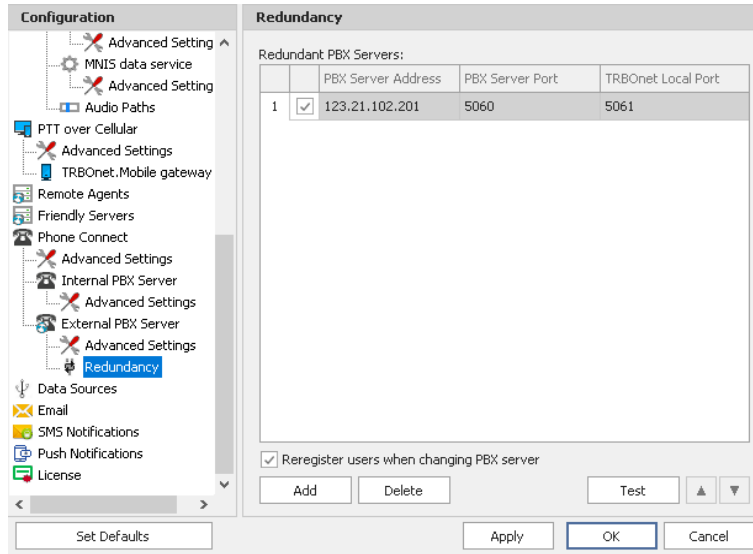 Configuration
Advanced Setting
MNIS data service
Advanced Setting
Audio Paths
PTT over Cellular
Advanced Settings
TRBOnet.Mobile gateway
Remote Agents
Friendly Servers
Phone Connect
Advanced Settings
Internal PBX Server
Advanced Settings
External PBX Server
Advanced Settings
Redundancy
Data Sources
Email
SMS Notifications
Push Notifications
License
Set Defaults
Redundancy
Redundant PBX Servers:
PBX Server Address PBX Server Port TRBOnet Local Port
1 123.21.102.201 5060 5061
Reregister users when changing PBX server
Add Delete Test
Apply OK Cancel